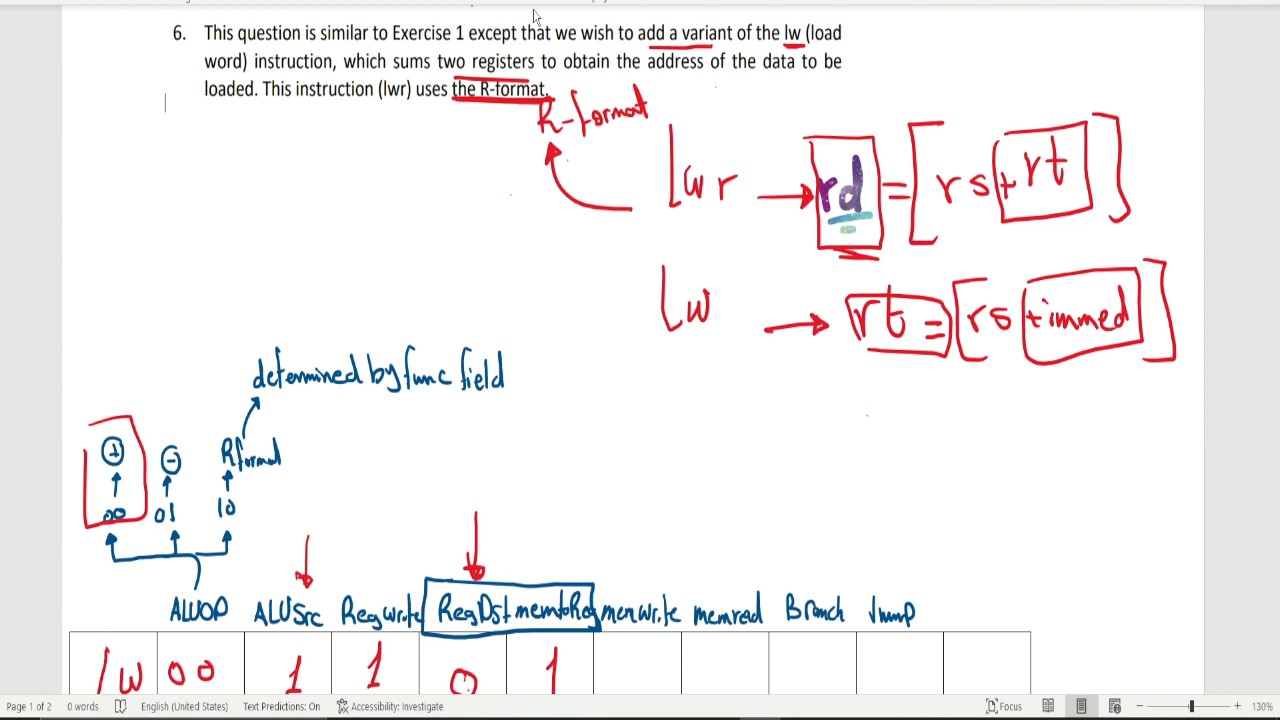 6. This question is similar to Exercise 1 except that we wish to add a variant of the lw (load
word) instruction, which sums two registers to obtain the address of the data to be
loaded. This instruction (lwr) uses the R-format.
R-format
Lwr → rd = [rs + rt]
Lw → rt = [rs + immed]
determined by func field
+ - Rformat
00 01 10
ALUOP ALUSrc RegWrite RegDst memtoReg memwrite memread Branch Jump
lw 00 1 1 0 1
Page 1 of 2 0 words English (United States) Text Predictions: On Accessibility: Investigate Focus - + 130%